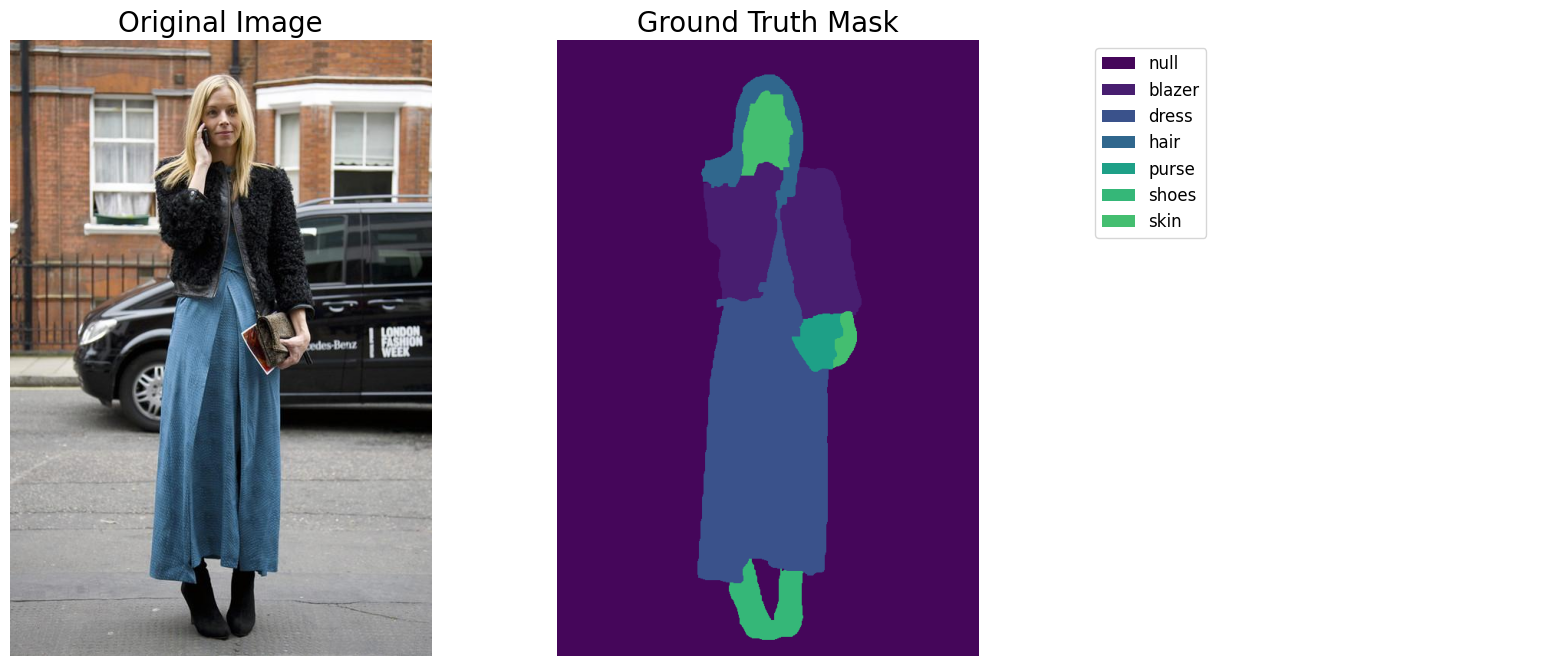 Original Image
Ground Truth Mask
null
blazer
dress
hair
purse
shoes
skin
LONDON
FASHION
WEEK
cedes-Benz